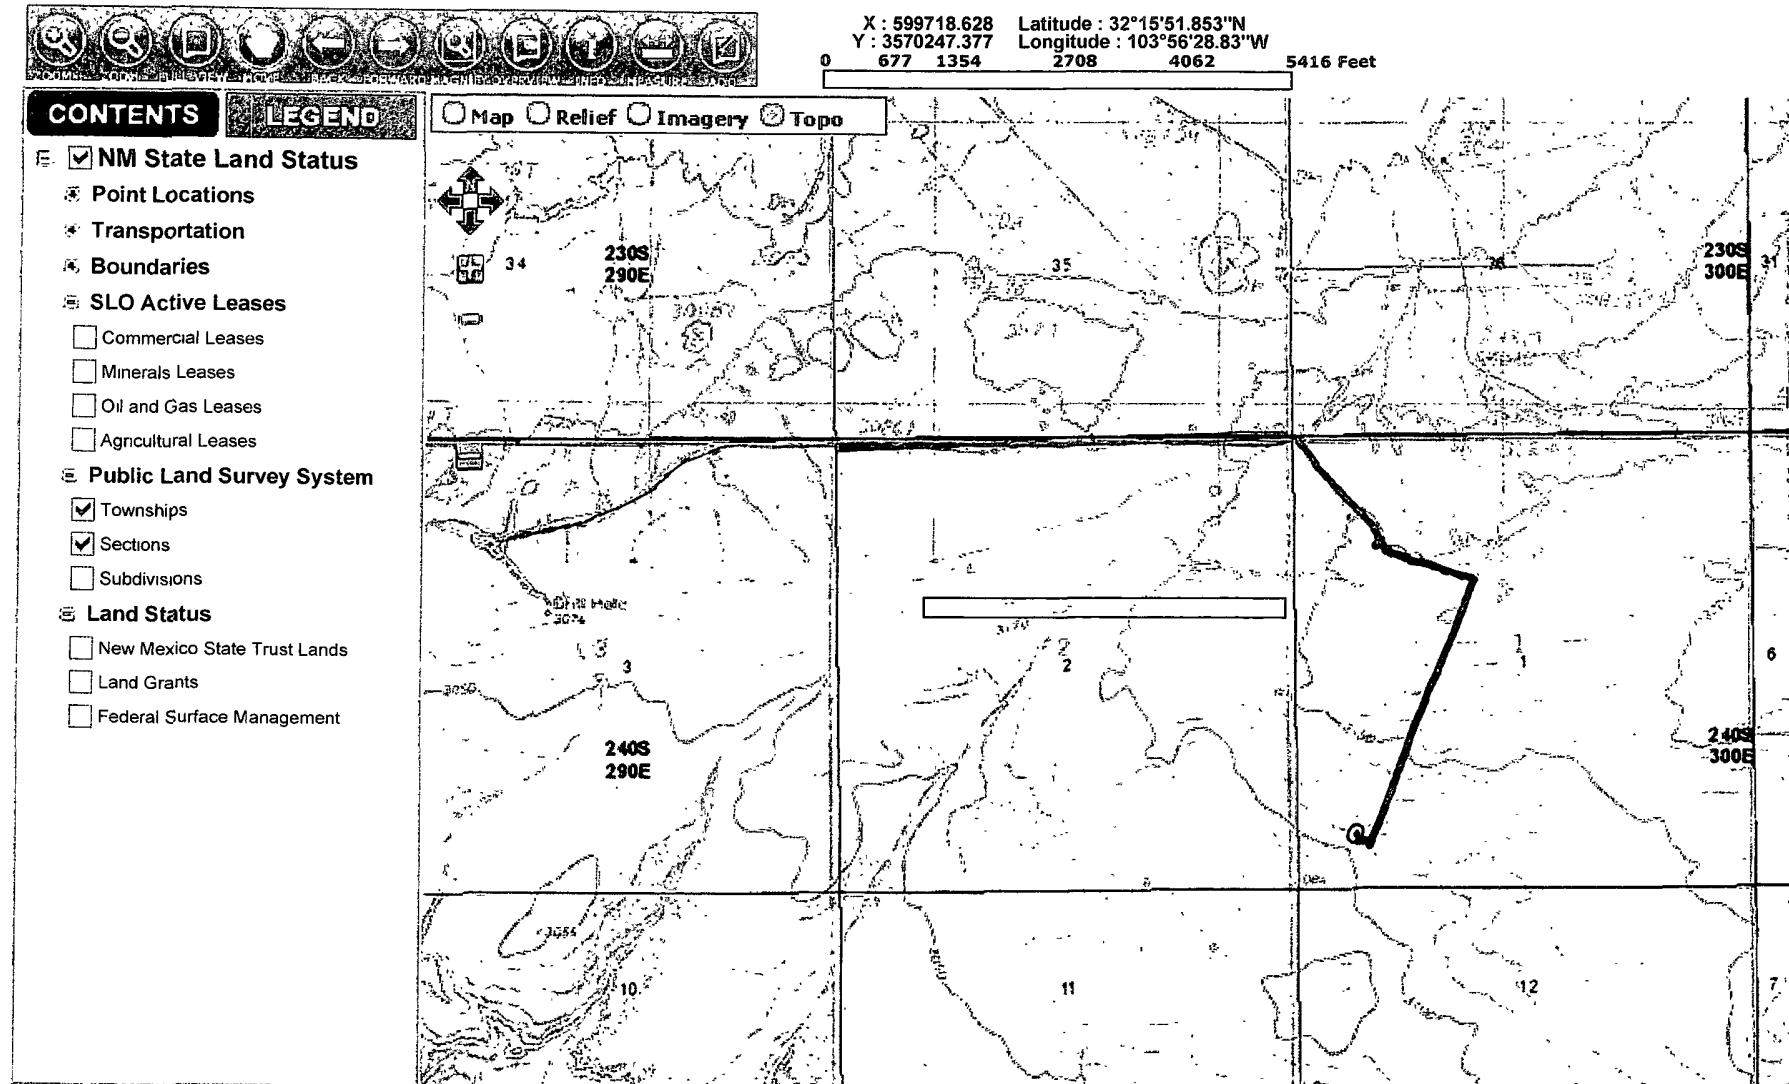 X : 599718.628 Latitude : 32°15'51.853"N
Y : 3570247.377 Longitude : 103°56'28.83"W
0 677 1354 2708 4062 5416 Feet
CONTENTS LEGEND
Map Relief Imagery Topo
NM State Land Status
Point Locations
Transportation
Boundaries
SLO Active Leases
Commercial Leases
Minerals Leases
Oil and Gas Leases
Agricultural Leases
Public Land Survey System
Townships
Sections
Subdivisions
Land Status
New Mexico State Trust Lands
Land Grants
Federal Surface Management
34
230S
290E
35
230S
300E
31
Drill Hole
3074
3
2
1
6
3050
240S
290E
240S
300E
10
11
12
7